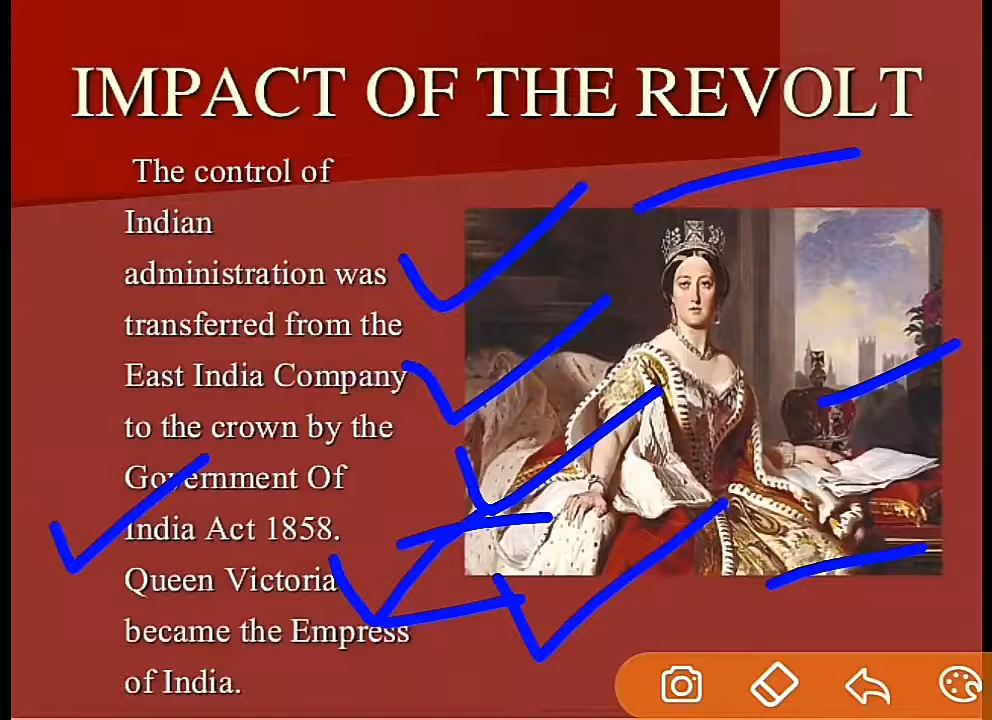 IMPACT OF THE REVOLT
The control of
Indian
administration was
transferred from the
East India Company
to the crown by the
Government Of
India Act 1858.
Queen Victoria
became the Empress
of India.